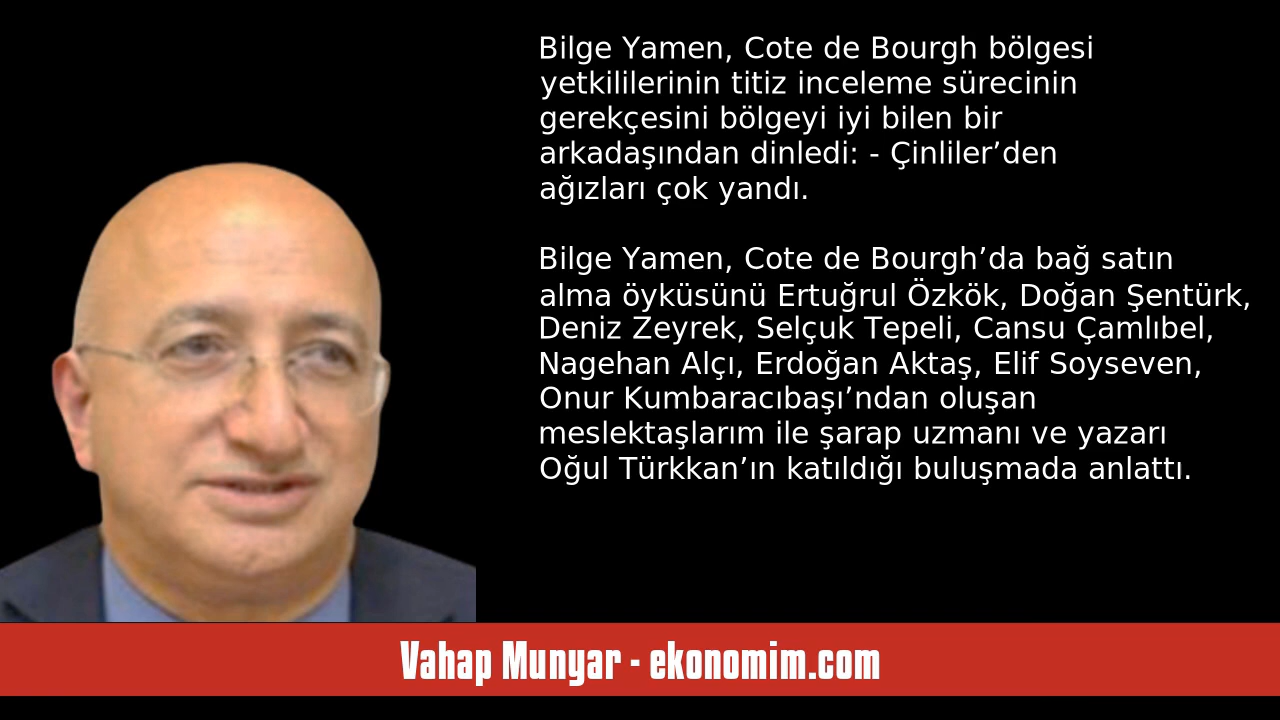 Bilge Yamen, Cote de Bourgh bölgesi
yetkililerinin titiz inceleme sürecinin
gerekçesini bölgeyi iyi bilen bir
arkadaşından dinledi: - Çinliler’den
ağızları çok yandı.
Bilge Yamen, Cote de Bourgh’da bağ satın
alma öyküsünü Ertuğrul Özkök, Doğan Şentürk,
Deniz Zeyrek, Selçuk Tepeli, Cansu Çamlıbel,
Nagehan Alçı, Erdoğan Aktaş, Elif Soyseven,
Onur Kumbaracıbaşı’ndan oluşan
meslektaşlarım ile şarap uzmanı ve yazarı
Oğul Türkkan’ın katıldığı buluşmada anlattı.
Vahap Munyar - ekonomim.com